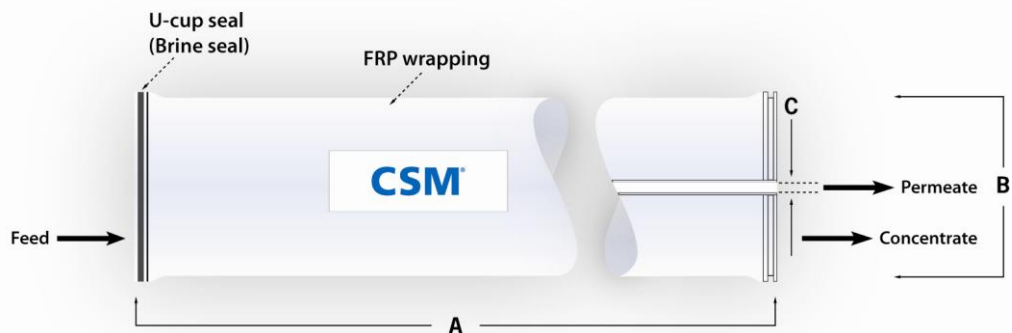 U-cup seal
(Brine seal)
FRP wrapping
C
CSM®
Permeate
B
Feed
Concentrate
A